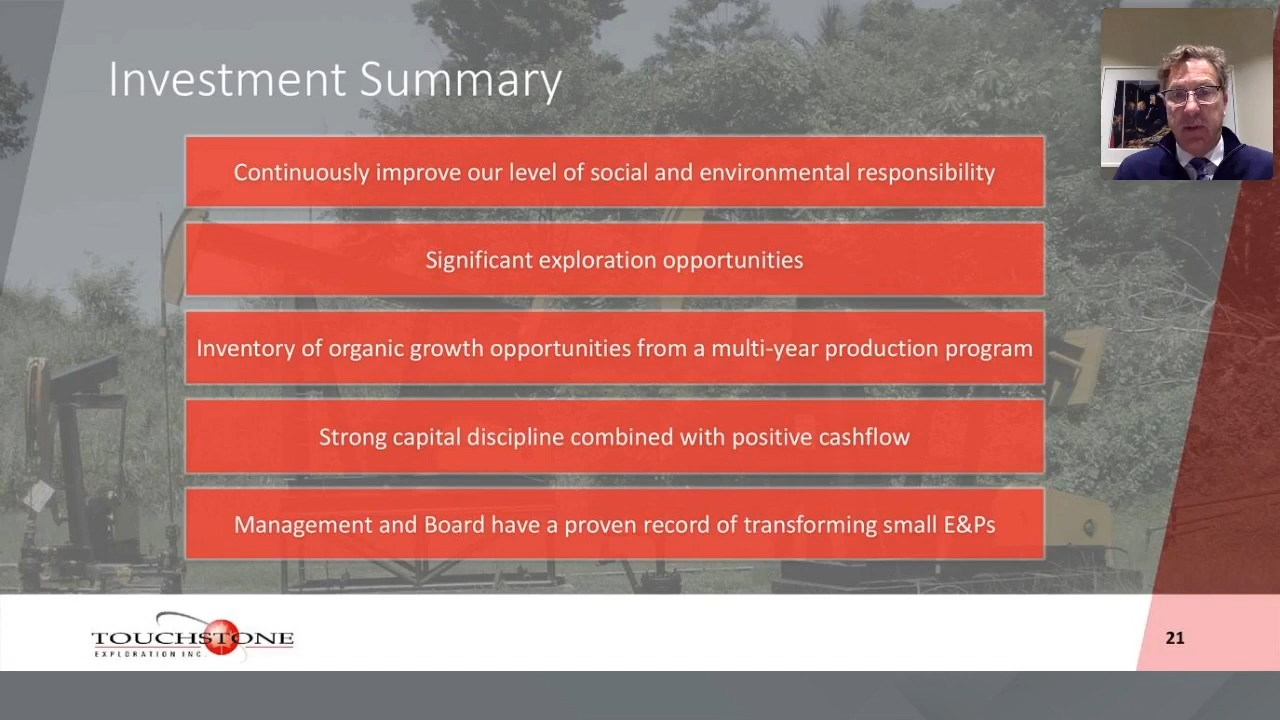 Investment Summary
Continuously improve our level of social and environmental responsibility
Significant exploration opportunities
Inventory of organic growth opportunities from a multi-year production program
Strong capital discipline combined with positive cashflow
Management and Board have a proven record of transforming small E&Ps
TOUCHSTONE
EXPLORATION INC.
21